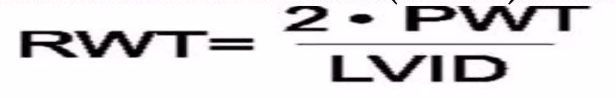 RWT= 2 • PWT
LVID